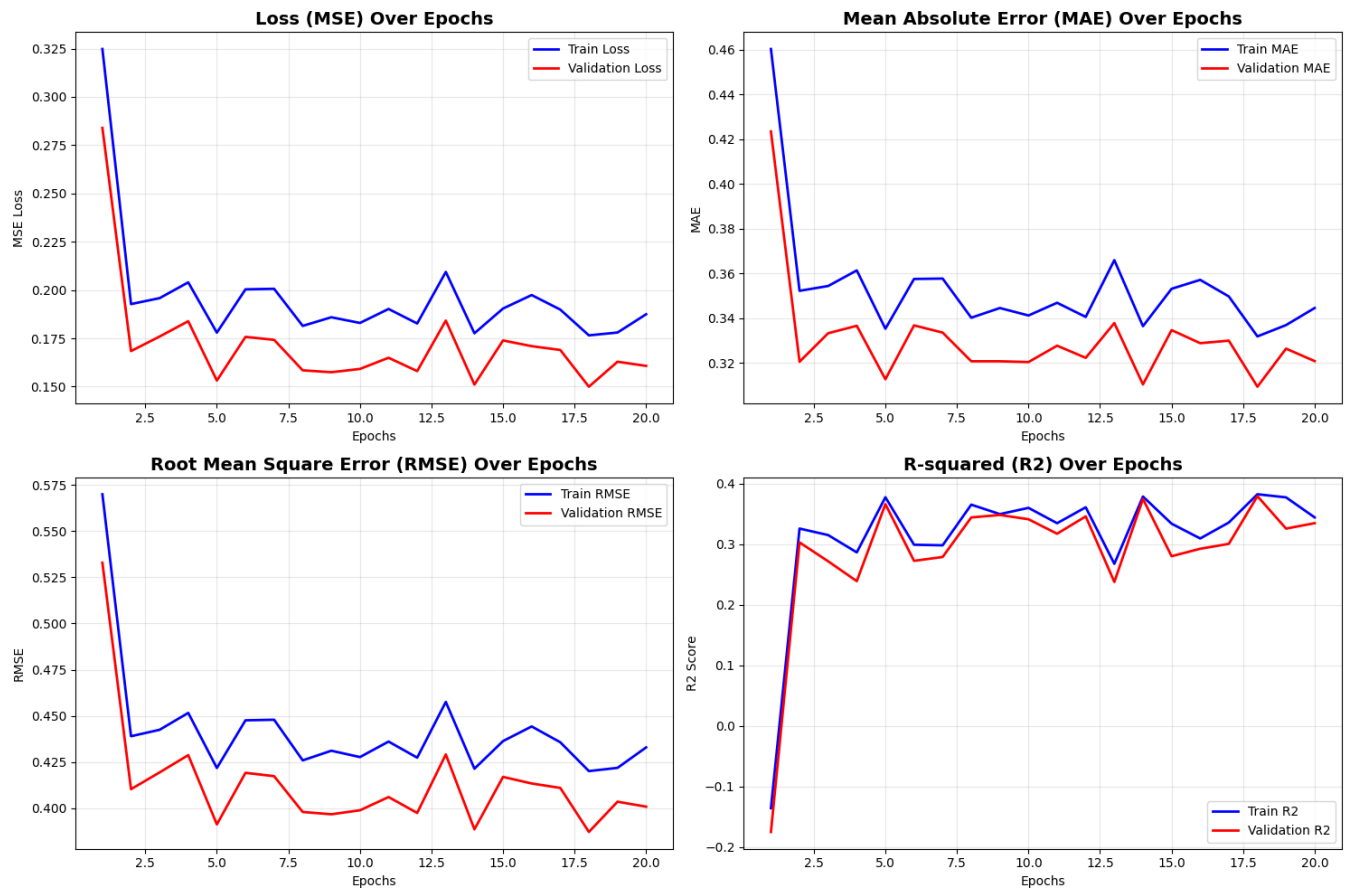 Loss (MSE) Over Epochs
Train Loss
Validation Loss
0.325
0.300
0.275
0.250
0.225
0.200
0.175
0.150
MSE Loss
2.5 5.0 7.5 10.0 12.5 15.0 17.5 20.0
Epochs
Mean Absolute Error (MAE) Over Epochs
Train MAE
Validation MAE
0.46
0.44
0.42
0.40
0.38
0.36
0.34
0.32
MAE
2.5 5.0 7.5 10.0 12.5 15.0 17.5 20.0
Epochs
Root Mean Square Error (RMSE) Over Epochs
Train RMSE
Validation RMSE
0.575
0.550
0.525
0.500
0.475
0.450
0.425
0.400
RMSE
2.5 5.0 7.5 10.0 12.5 15.0 17.5 20.0
Epochs
R-squared (R2) Over Epochs
0.4
0.3
0.2
0.1
0.0
−0.1
−0.2
R2 Score
Train R2
Validation R2
2.5 5.0 7.5 10.0 12.5 15.0 17.5 20.0
Epochs